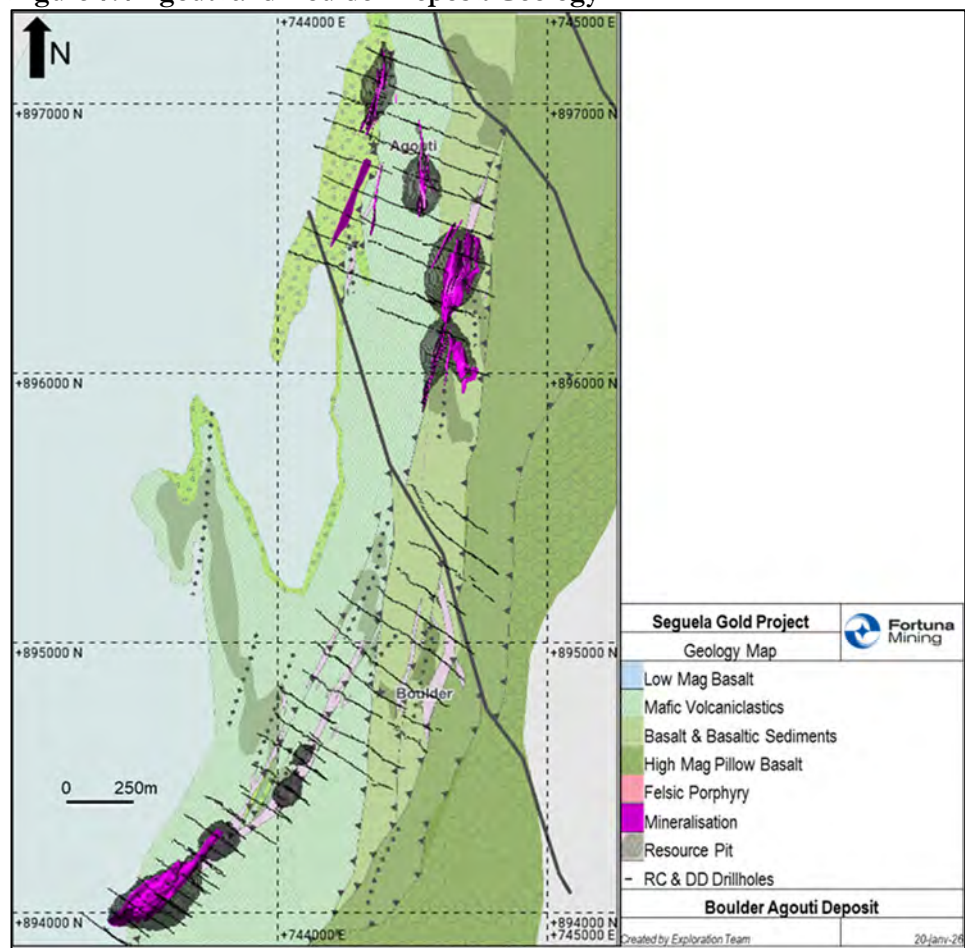 +744000 E
+745000 E
N
+897000 N
+897000 N
Agouti
+896000 N
+896000 N
+895000 N
+895000 N
Boulder
0 250m
+894000 N
+894000 N
+744000 E
+745000 E
Seguela Gold Project
Fortuna
Mining
Geology Map
Low Mag Basalt
Mafic Volcaniclastics
Basalt & Basaltic Sediments
High Mag Pillow Basalt
Felsic Porphyry
Mineralisation
Resource Pit
RC & DD Drillholes
Boulder Agouti Deposit
Created by Exploration Team 20-janv-26